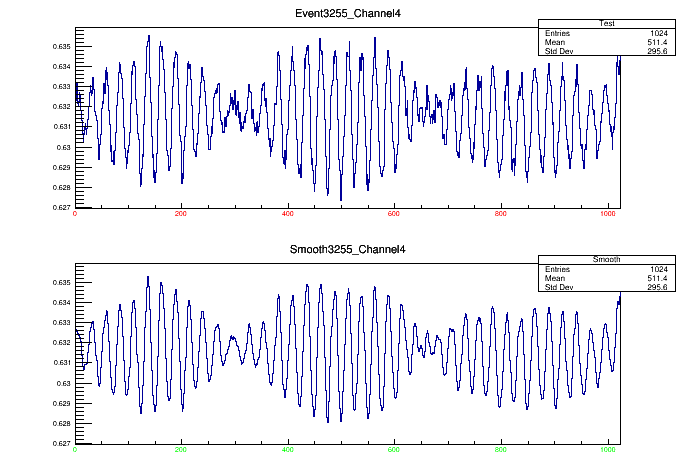 Event3255_Channel4
Test
Entries 1024
Mean 511.4
Std Dev 295.6
0.635
0.634
0.633
0.632
0.631
0.63
0.629
0.628
0.627
0 200 400 600 800 1000
Smooth3255_Channel4
Smooth
Entries 1024
Mean 511.4
Std Dev 295.6
0.635
0.634
0.633
0.632
0.631
0.63
0.629
0.628
0.627
0 200 400 600 800 1000